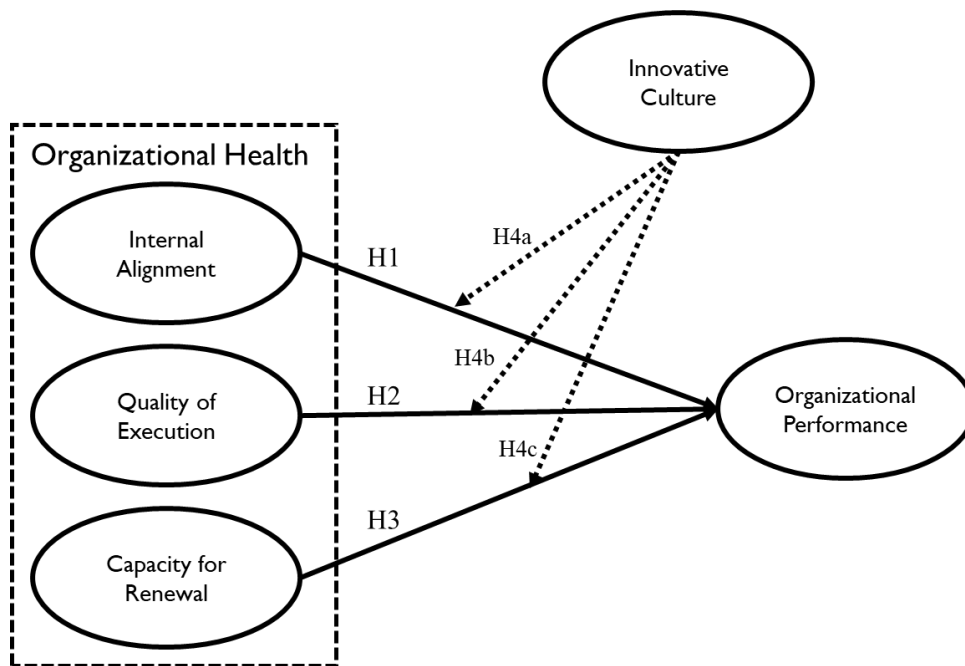 Innovative
Culture
Organizational Health
Internal
Alignment
H1
H4a
Quality of
Execution
H2
H4b
Organizational
Performance
Capacity for
Renewal
H3
H4c